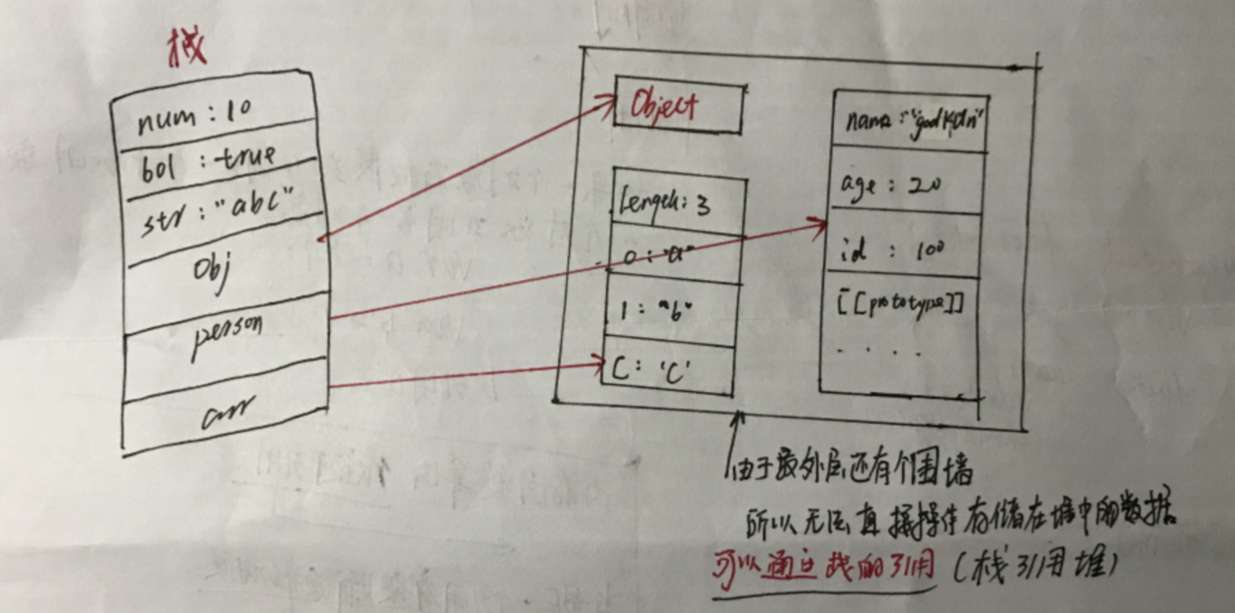 栈
num : 10
bol : true
str : "abc"
obj
person
arr
Object
length : 3
0 : "a"
1 : "b"
C : 'C'
name : "godkun"
age : 20
id : 100
[[prototype]]
. . . .
由于最外层还有个围墙
所以无法直接操作存储在堆中的数据
可以通过栈的引用 (栈引用堆)